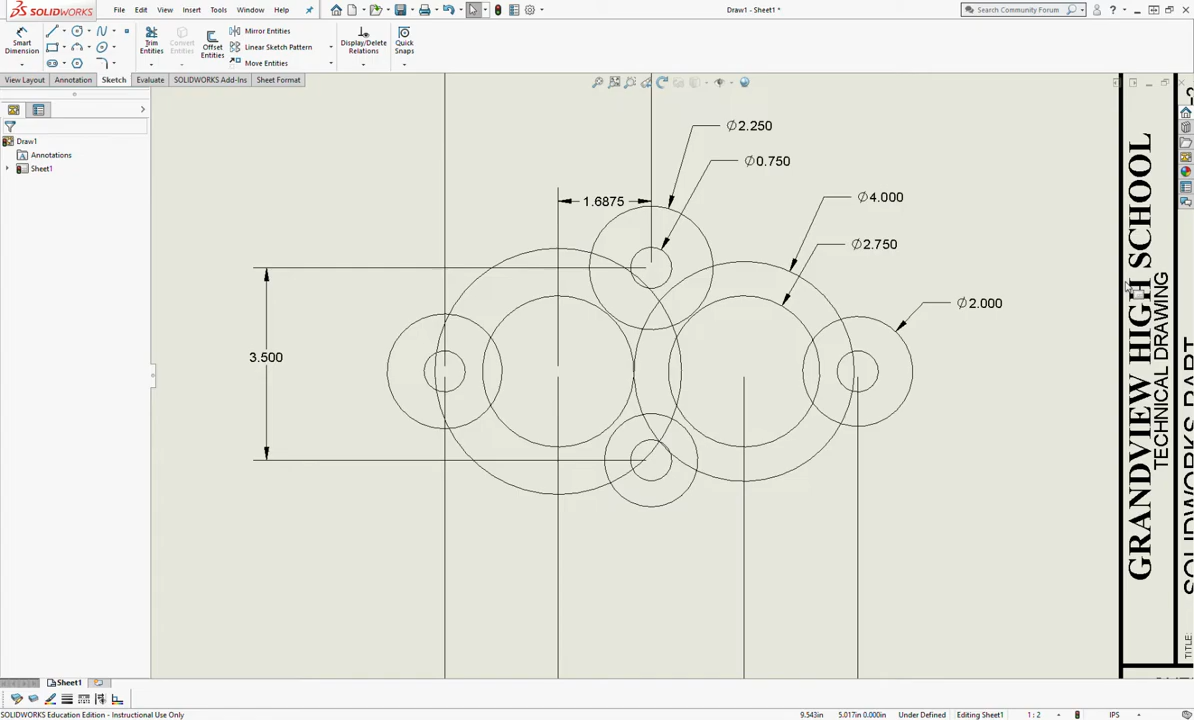 SOLIDWORKS
File
Edit
View
Insert
Tools
Window
Help
Draw1 - Sheet1 *
Search Community Forum
Smart
Dimension
Trim
Entities
Convert
Entities
Offset
Entities
Mirror Entities
Linear Sketch Pattern
Move Entities
Display/Delete
Relations
Quick
Snaps
View Layout
Annotation
Sketch
Evaluate
SOLIDWORKS Add-Ins
Sheet Format
Draw1
Annotations
Sheet1
∅2.250
∅0.750
1.6875
∅4.000
∅2.750
∅2.000
3.500
GRANDVIEW HIGH SCHOOL
TECHNICAL DRAWING
SOLIDWORKS PART
TITLE:
Sheet1
SOLIDWORKS Education Edition - Instructional Use Only
9.543in
5.017in 0.000in
Under Defined
Editing Sheet1
1 : 2
IPS